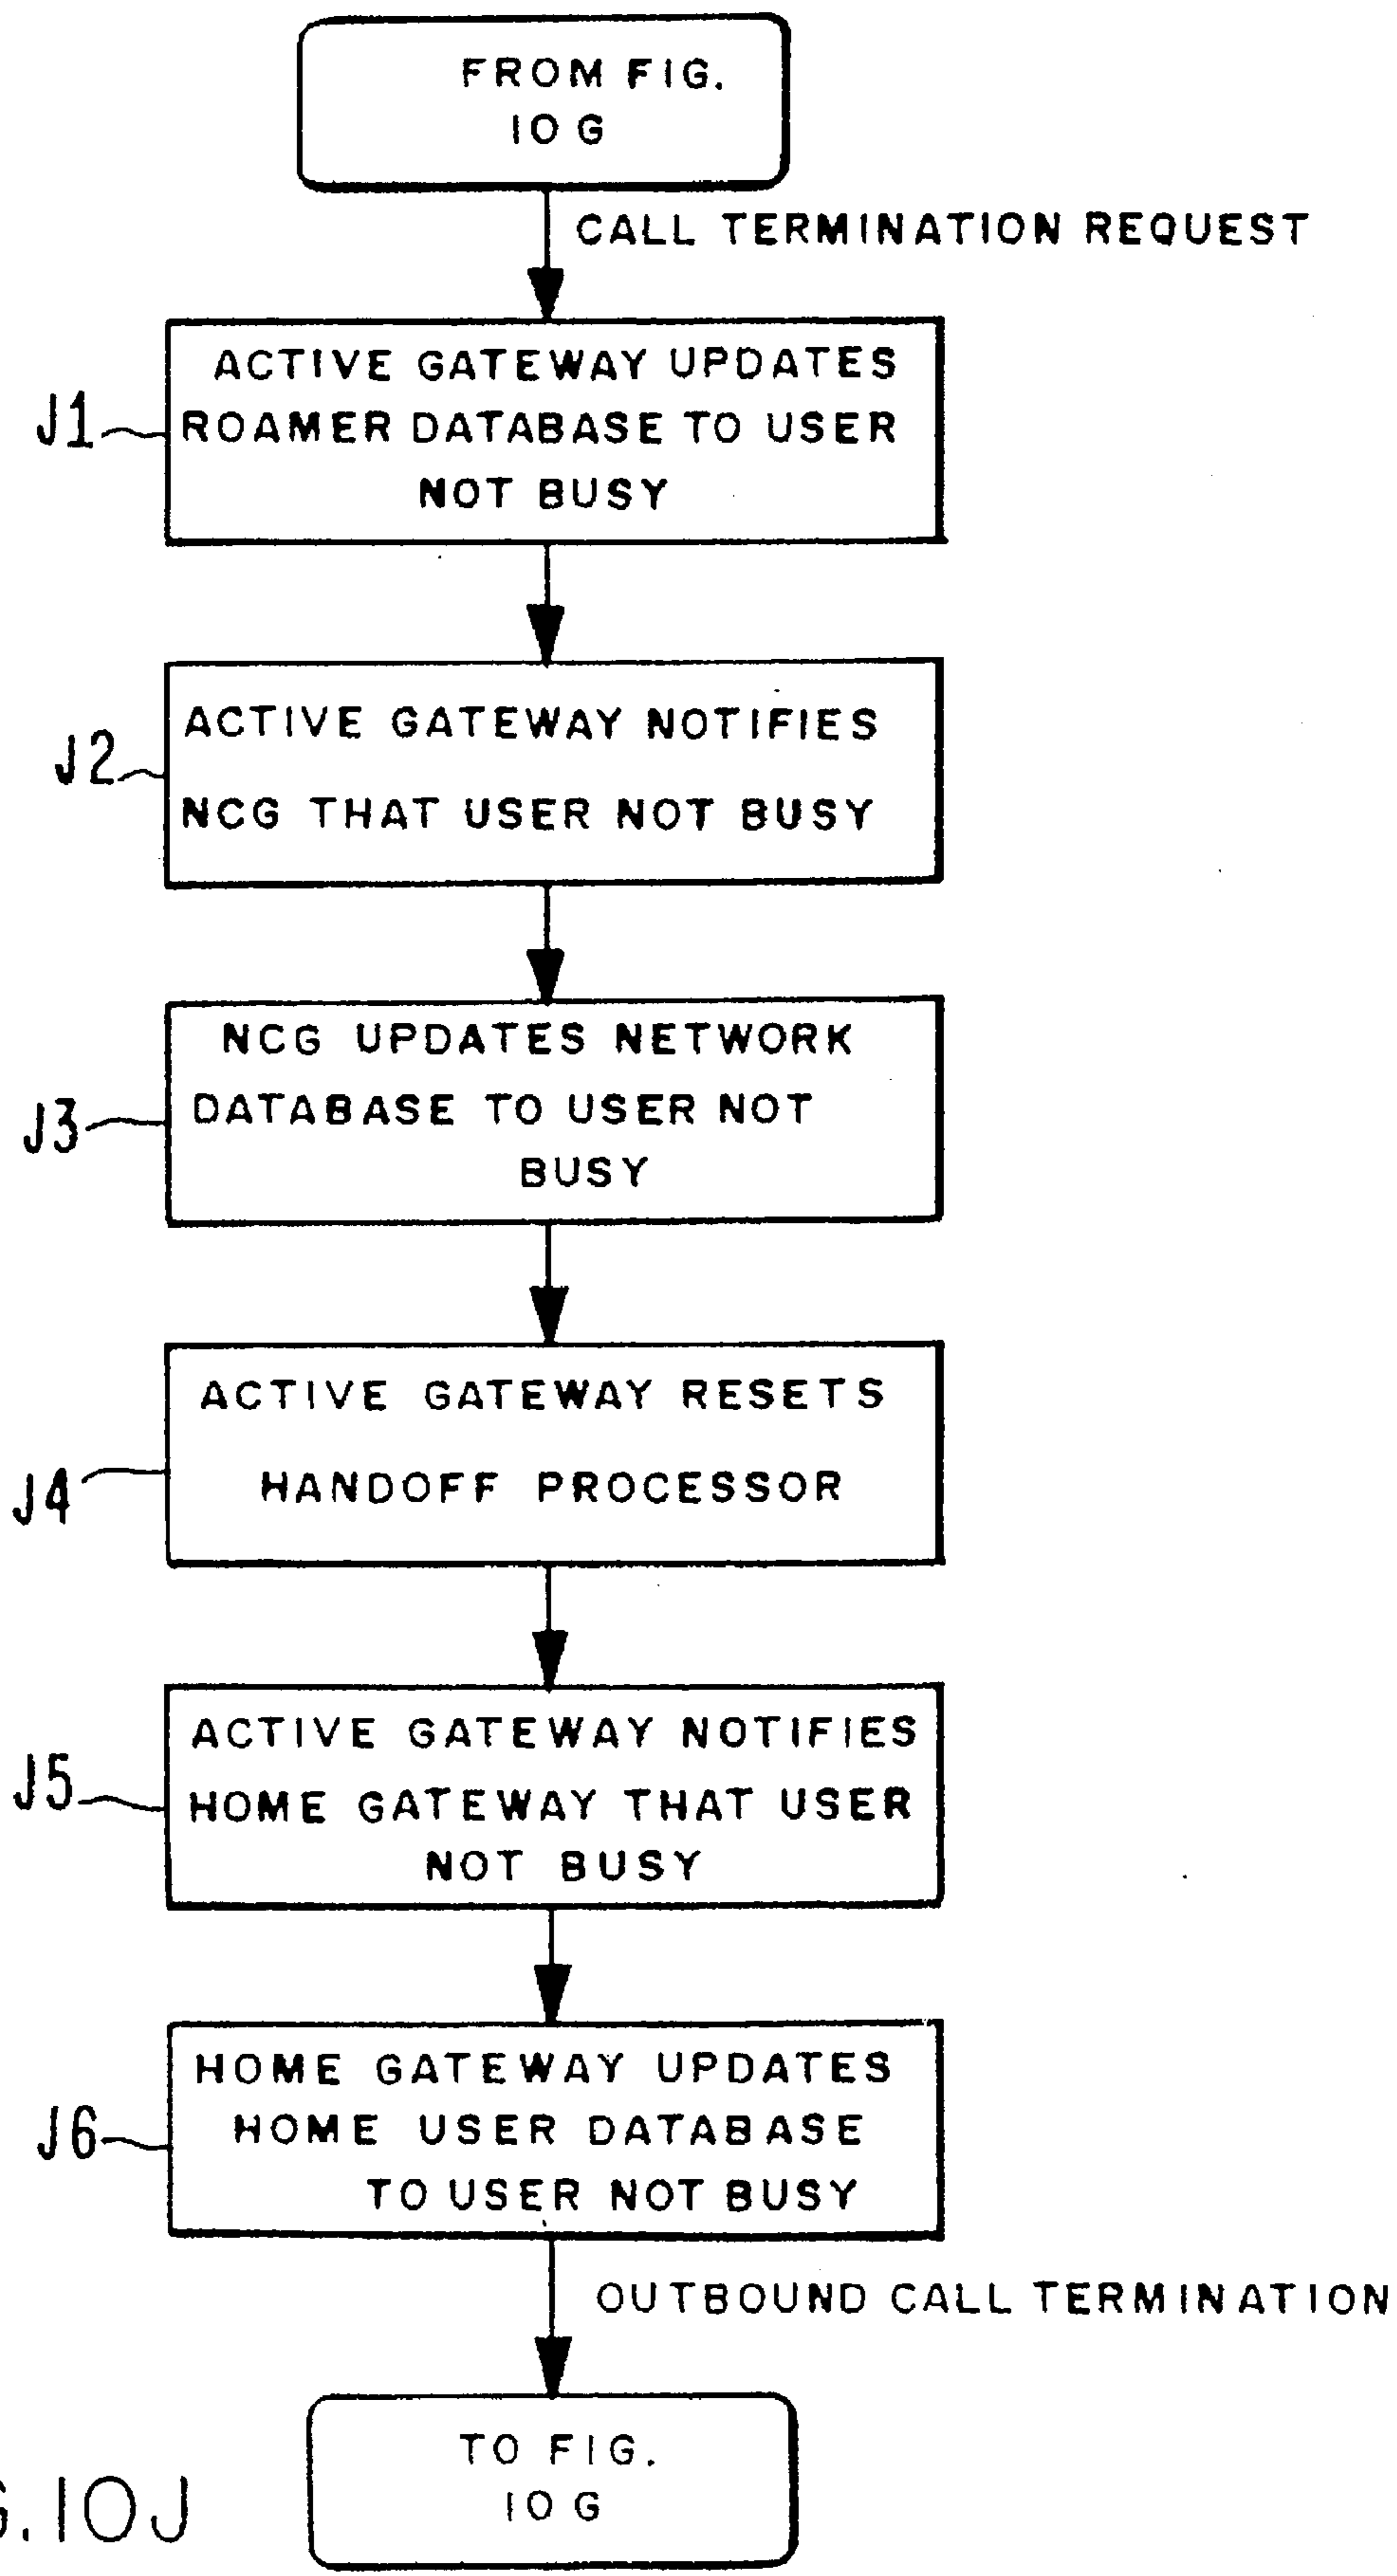 FROM FIG.
10 G
CALL TERMINATION REQUEST
J1
ACTIVE GATEWAY UPDATES
ROAMER DATABASE TO USER
NOT BUSY
J2
ACTIVE GATEWAY NOTIFIES
NCG THAT USER NOT BUSY
J3
NCG UPDATES NETWORK
DATABASE TO USER NOT
BUSY
J4
ACTIVE GATEWAY RESETS
HANDOFF PROCESSOR
J5
ACTIVE GATEWAY NOTIFIES
HOME GATEWAY THAT USER
NOT BUSY
J6
HOME GATEWAY UPDATES
HOME USER DATABASE
TO USER NOT BUSY
OUTBOUND CALL TERMINATION
TO FIG.
10 G
G. 10J